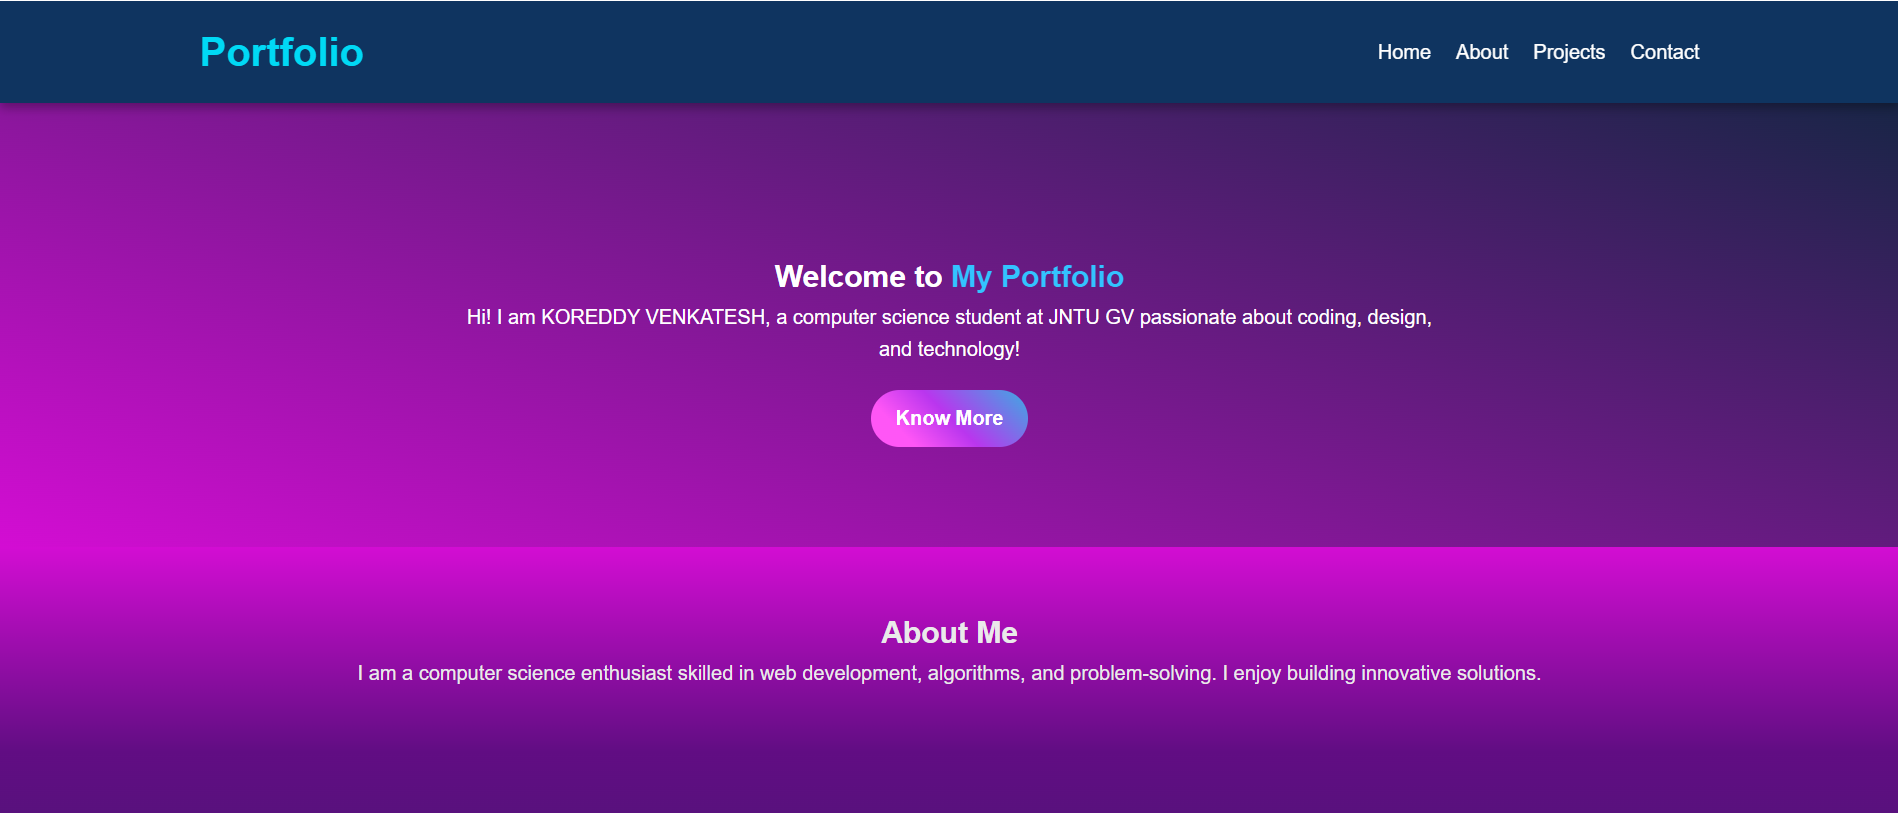 Portfolio
Home About Projects Contact
Welcome to My Portfolio
Hi! I am KOREDDY VENKATESH, a computer science student at JNTU GV passionate about coding, design,
and technology!
Know More
About Me
I am a computer science enthusiast skilled in web development, algorithms, and problem-solving. I enjoy building innovative solutions.